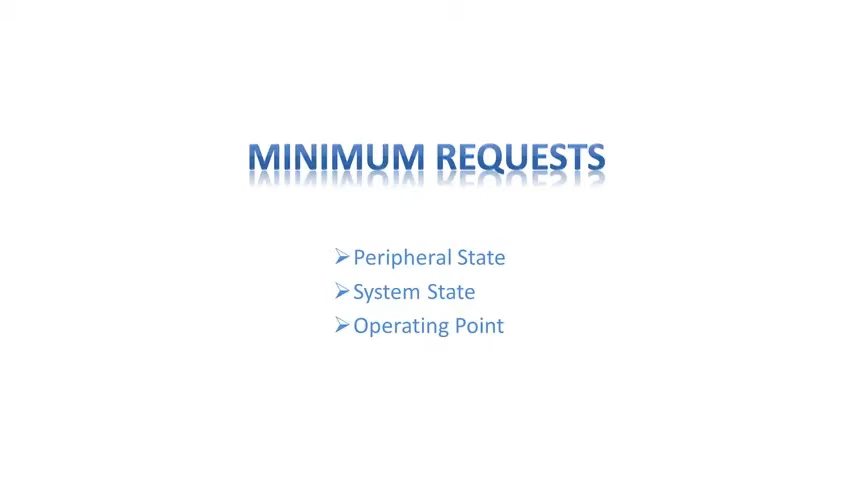 MINIMUM REQUESTS
➢Peripheral State
➢System State
➢Operating Point